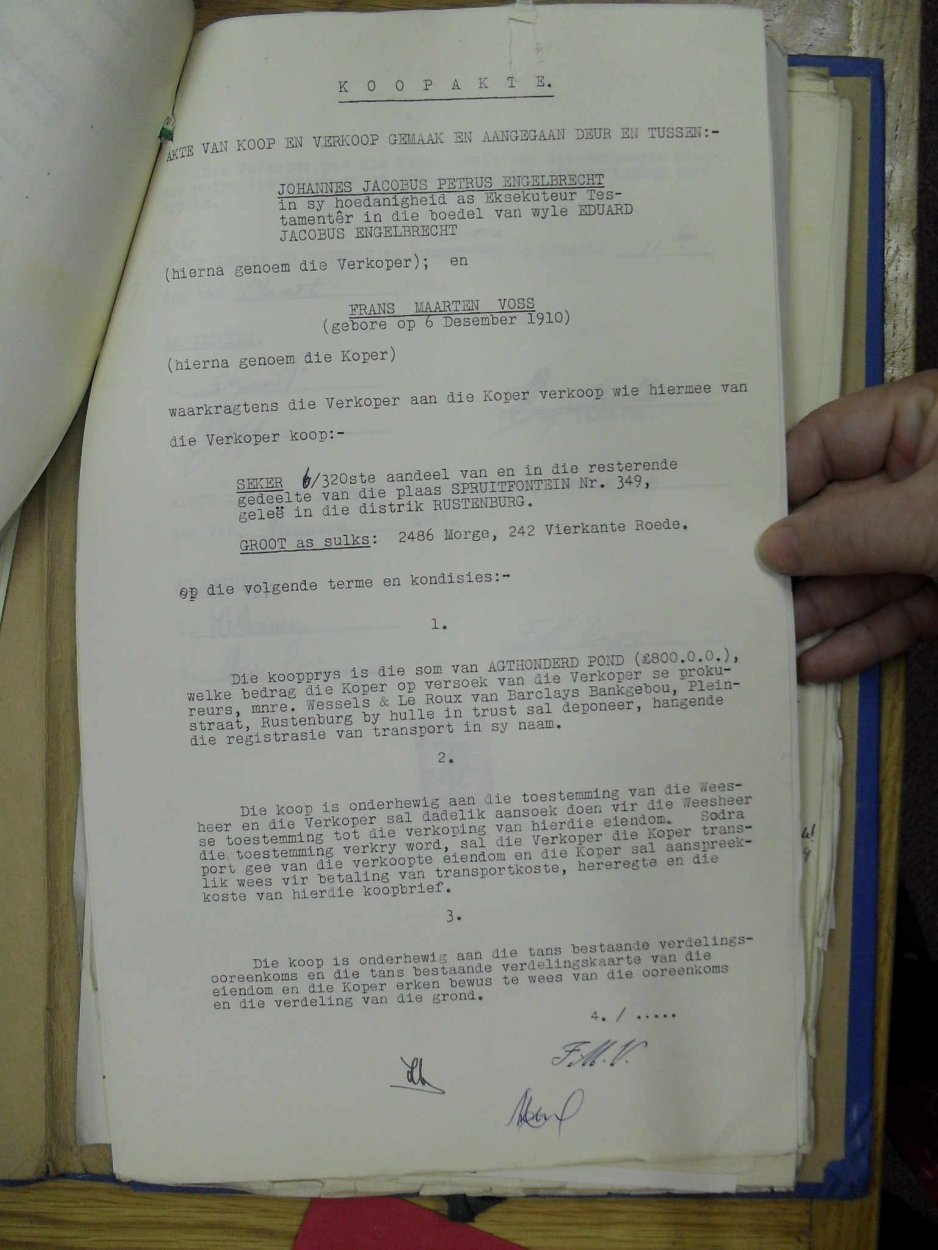 K O O P A K T E.
AKTE VAN KOOP EN VERKOOP GEMAAK EN AANGEGAAN DEUR EN TUSSEN:-
JOHANNES JACOBUS PETRUS ENGELBRECHT
in sy hoedanigheid as Eksekuteur Tes-
tamentêr in die boedel van wyle EDUARD
JACOBUS ENGELBRECHT
(hierna genoem die Verkoper); en
FRANS MAARTEN VOSS
(gebore op 6 Desember 1910)
(hierna genoem die Koper)
waarkragtens die Verkoper aan die Koper verkoop wie hiermee van
die Verkoper koop:-
SEKER 6/320ste aandeel van en in die resterende
gedeelte van die plaas SPRUITFONTEIN Nr. 349,
geleë in die distrik RUSTENBURG.
GROOT as sulks: 2486 Morge, 242 Vierkante Roede.
op die volgende terme en kondisies:-
1.
Die koopprys is die som van AGTHONDERD POND (£800.0.0.),
welke bedrag die Koper op versoek van die Verkoper se proku-
reurs, mnre. Wessels & Le Roux van Barclays Bankgebou, Plein-
straat, Rustenburg by hulle in trust sal deponeer, hangende
die registrasie van transport in sy naam.
2.
Die koop is onderhewig aan die toestemming van die Wees-
heer en die Verkoper sal dadelik aansoek doen vir die Weesheer
se toestemming tot die verkoping van hierdie eiendom. Sodra
die toestemming verkry word, sal die Verkoper die Koper trans-
port gee van die verkoopte eiendom en die Koper sal aanspreek-
lik wees vir betaling van transportkoste, hereregte en die
koste van hierdie koopbrief.
3.
Die koop is onderhewig aan die tans bestaande verdelings-
ooreenkoms en die tans bestaande verdelingskaarte van die
eiendom en die Koper erken bewus te wees van die ooreenkoms
en die verdeling van die grond.
4. / .....
F.M.V.